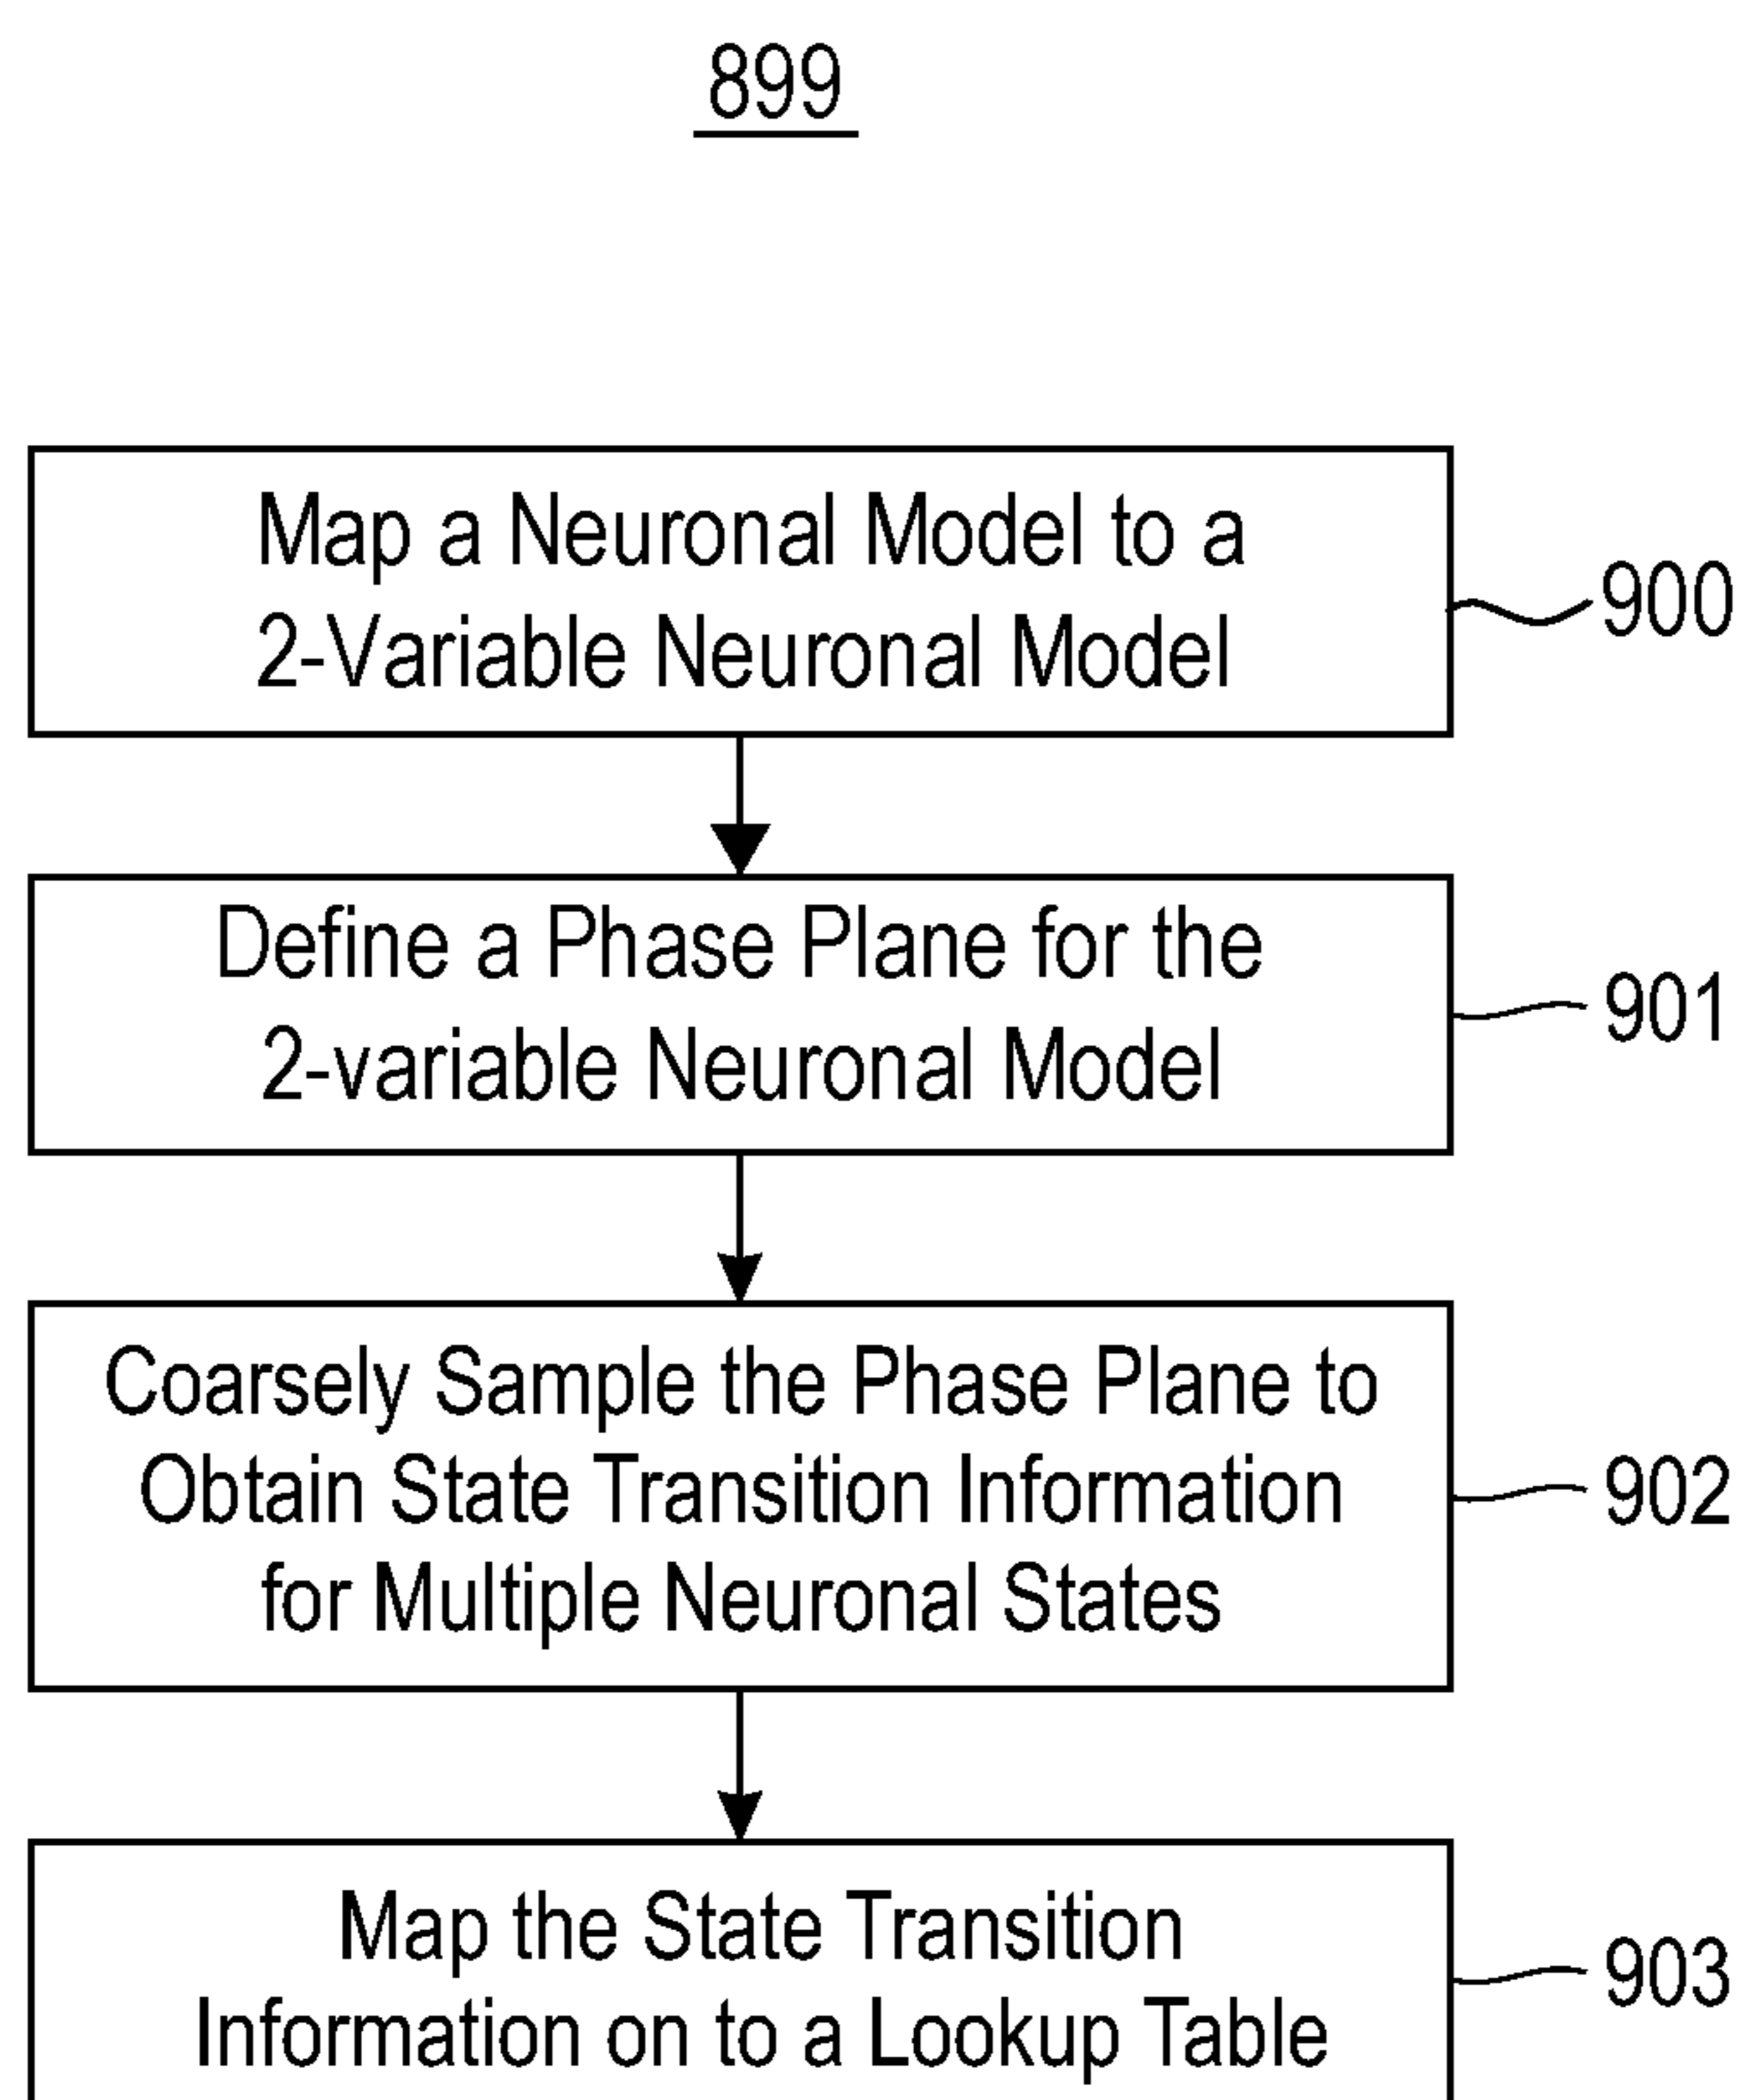 899
Map a Neuronal Model to a
2-Variable Neuronal Model
900
Define a Phase Plane for the
2-variable Neuronal Model
901
Coarsely Sample the Phase Plane to
Obtain State Transition Information
for Multiple Neuronal States
902
Map the State Transition
Information on to a Lookup Table
903